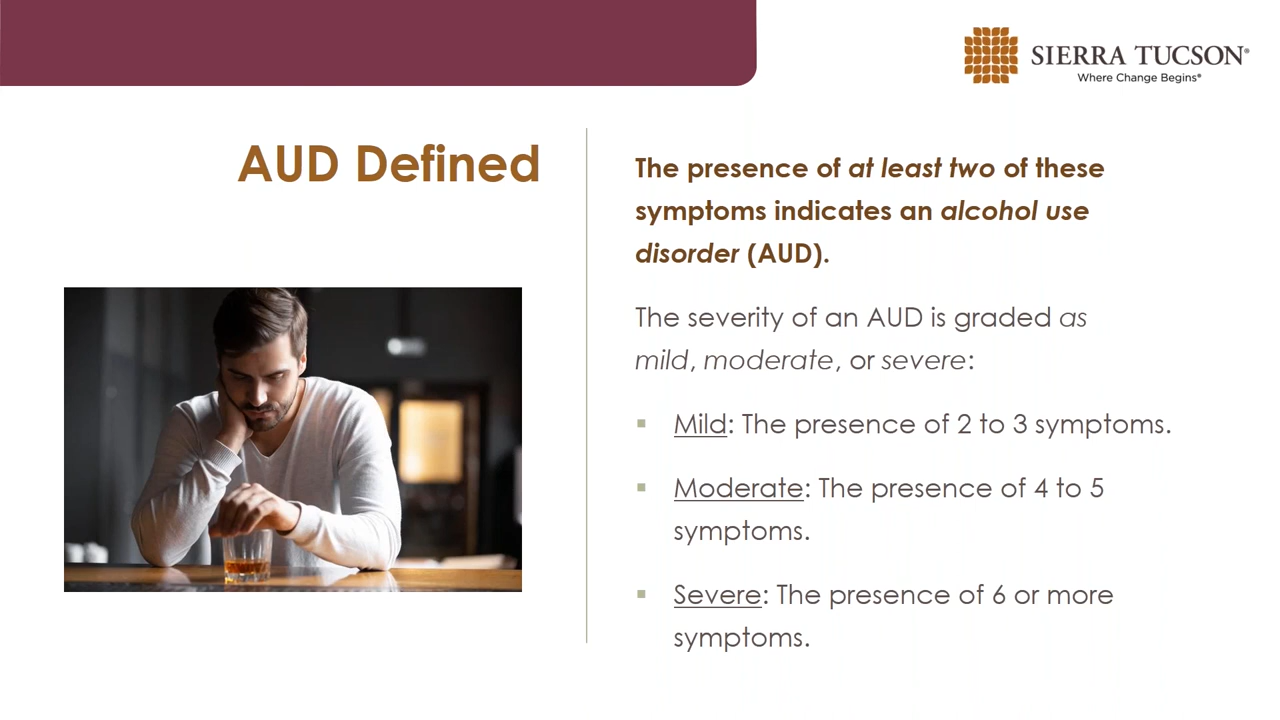 SIERRA TUCSON®
Where Change Begins®
AUD Defined
The presence of at least two of these
symptoms indicates an alcohol use
disorder (AUD).
The severity of an AUD is graded as
mild, moderate, or severe:
▪ Mild: The presence of 2 to 3 symptoms.
▪ Moderate: The presence of 4 to 5
symptoms.
▪ Severe: The presence of 6 or more
symptoms.